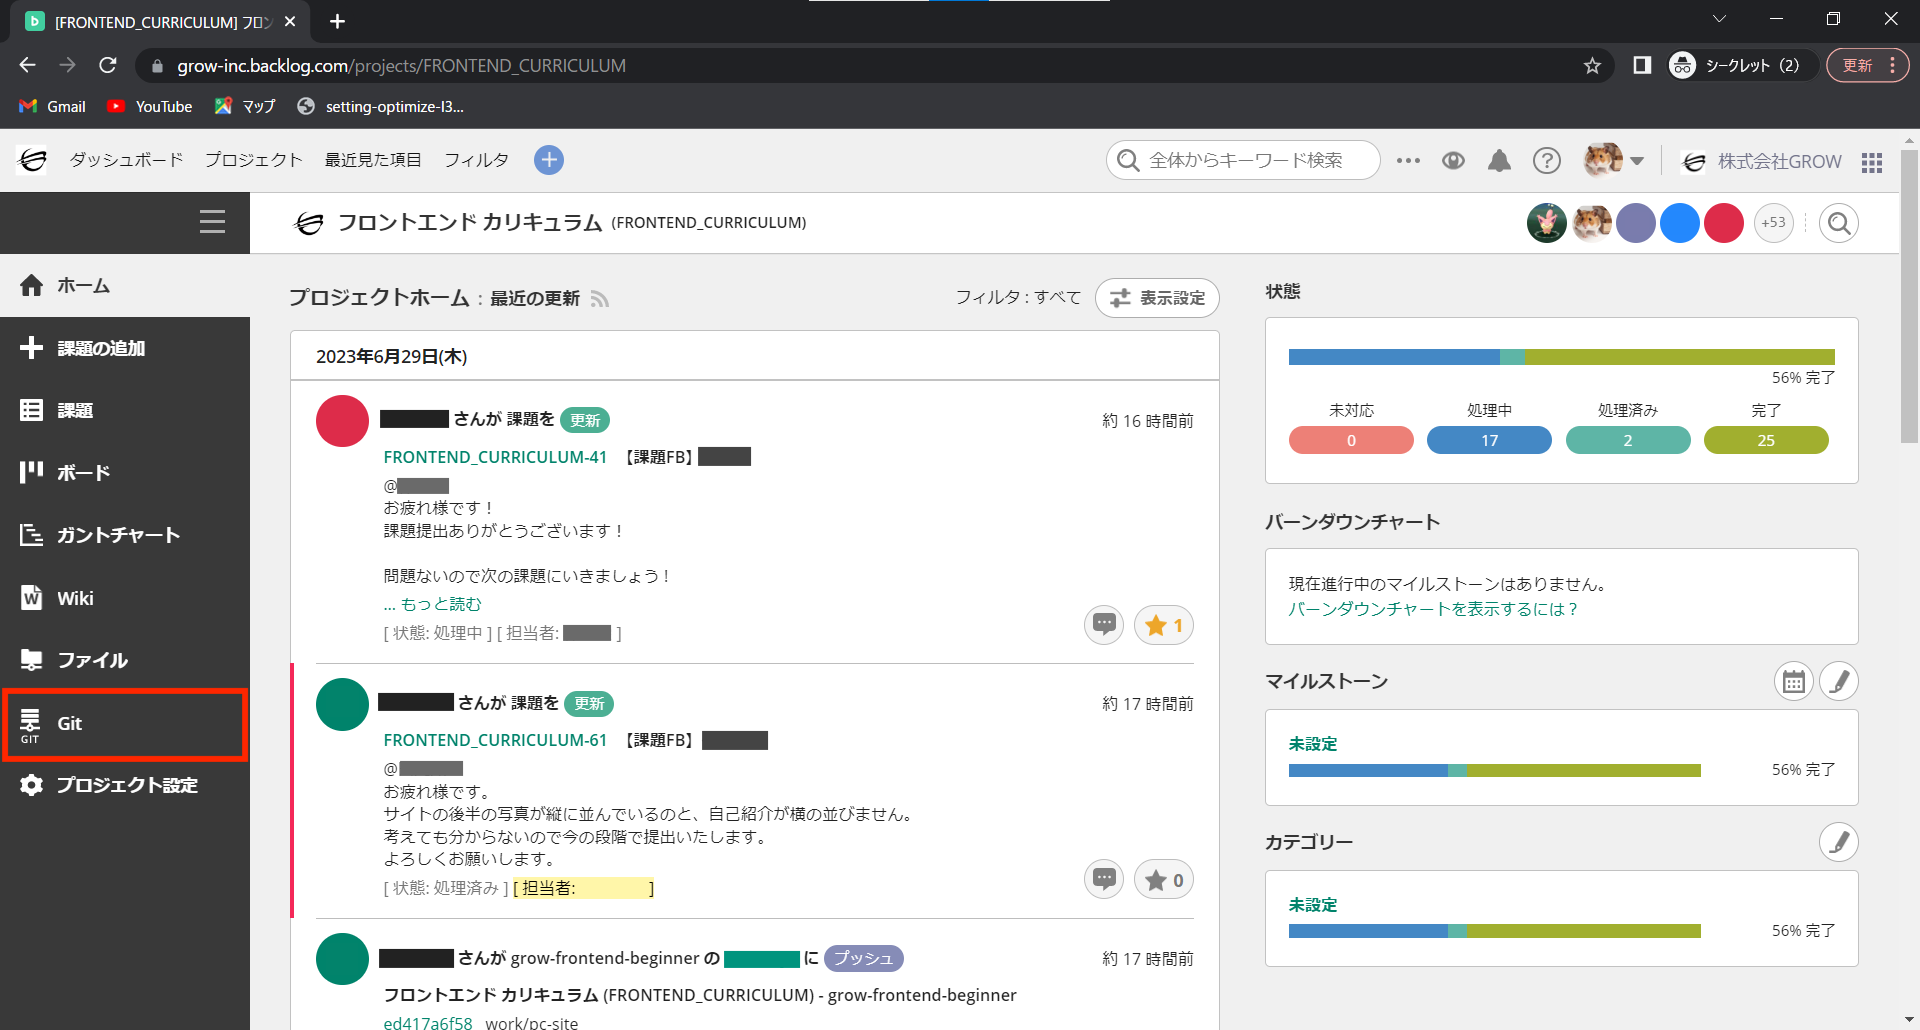 [FRONTEND_CURRICULUM] フロン
grow-inc.backlog.com/projects/FRONTEND_CURRICULUM
シークレット (2)
更新
Gmail
YouTube
マップ
setting-optimize-l3...
ダッシュボード
プロジェクト
最近見た項目
フィルタ
全体からキーワード検索
株式会社GROW
フロントエンド カリキュラム (FRONTEND_CURRICULUM)
+53
ホーム
課題の追加
課題
ボード
ガントチャート
Wiki
ファイル
GIT
Git
プロジェクト設定
プロジェクトホーム : 最近の更新
フィルタ : すべて
表示設定
2023年6月29日(木)
さんが 課題を 更新
約 16 時間前
FRONTEND_CURRICULUM-41 【課題FB】
@
お疲れ様です！
課題提出ありがとうございます！
問題ないので次の課題にいきましょう！
... もっと読む
[ 状態: 処理中 ] [ 担当者: ]
1
さんが 課題を 更新
約 17 時間前
FRONTEND_CURRICULUM-61 【課題FB】
@
お疲れ様です。
サイトの後半の写真が縦に並んでいるのと、自己紹介が横の並びません。
考えても分からないので今の段階で提出いたします。
よろしくお願いします。
[ 状態: 処理済み ] [ 担当者: ]
0
さんが grow-frontend-beginner の に プッシュ
約 17 時間前
フロントエンド カリキュラム (FRONTEND_CURRICULUM) - grow-frontend-beginner
ed417a6f58 work/pc-site
状態
56% 完了
未対応 処理中 処理済み 完了
0 17 2 25
バーンダウンチャート
現在進行中のマイルストーンはありません。
バーンダウンチャートを表示するには？
マイルストーン
未設定
56% 完了
カテゴリー
未設定
56% 完了